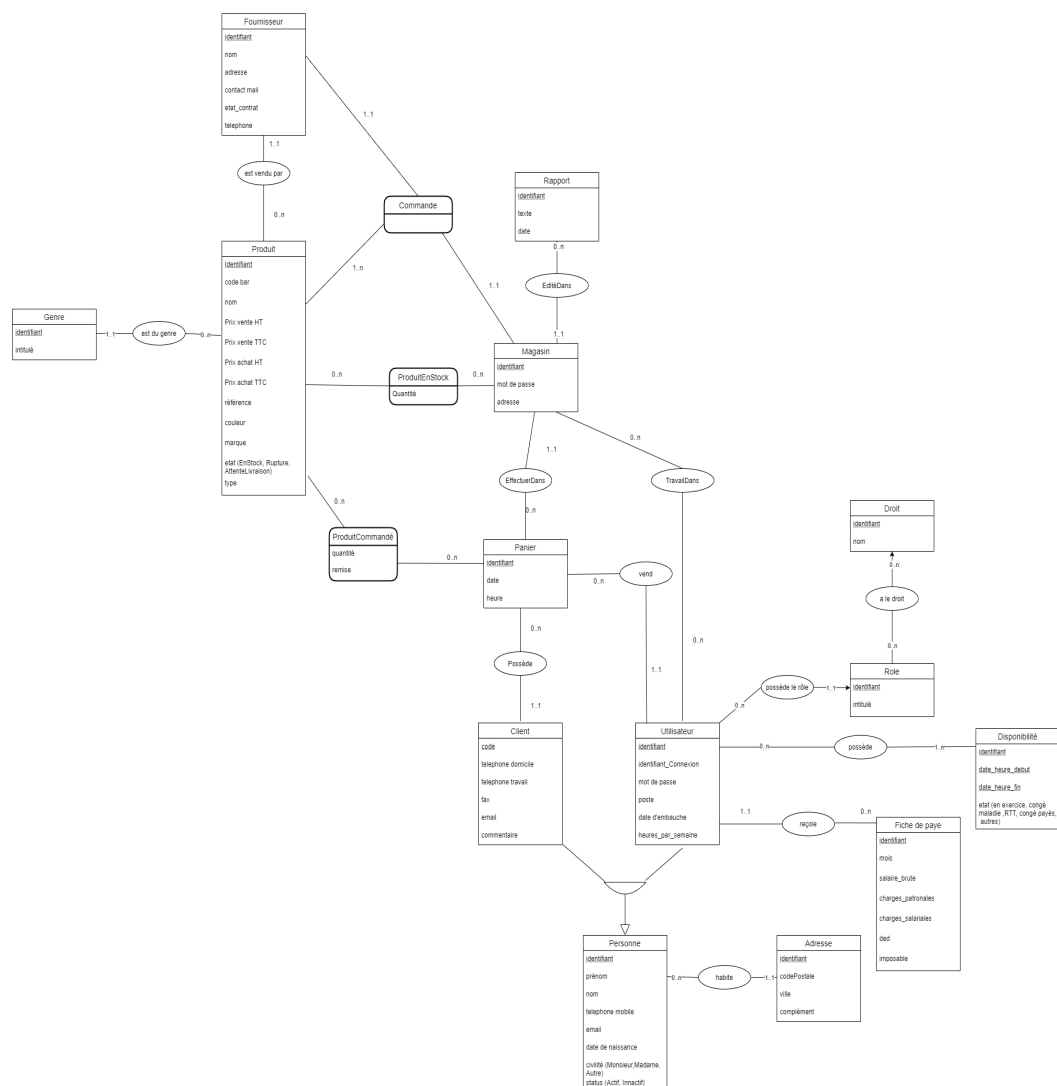 Fournisseur
identifiant
nom
adresse
contact mail
etat_contrat
telephone
1..1
1..1
est vendu par
0..n
Commande
1..n
1..1
Rapport
identifiant
texte
date
0..n
EditéDans
1..1
Produit
Identifiant
code bar
nom
Prix vente HT
Prix vente TTC
Prix achat HT
Prix achat TTC
référence
couleur
marque
etat (EnStock, Rupture,
AttenteLivraison)
type
Genre
identifiant
intitulé
1..1
est du genre
0..n
Magasin
identifiant
mot de passe
adresse
0..n
ProduitEnStock
Quantité
0..n
1..1
EffectuerDans
0..n
0..n
TravailDans
0..n
0..n
ProduitCommandé
quantité
remise
0..n
Panier
identifiant
date
heure
0..n
vend
1..1
0..n
Possède
1..1
Droit
identifiant
nom
0..n
a le droit
0..n
Role
identifiant
intitulé
possède le rôle
1..1
0..n
Client
code
telephone domicile
telephone travail
fax
email
commentaire
Utilisateur
identifiant
identifiant_Connexion
mot de passe
poste
date d'embauche
heures_par_semaine
0..n
possède
1..n
Disponibilité
identifiant
date_heure_debut
date_heure_fin
etat (en exercice, congé
maladie ,RTT, congé payés,
autres)
1..1
reçoie
0..n
Fiche de paye
identifiant
mois
salaire_brute
charges_patronales
charges_salariales
ded
imposable
Personne
identifiant
prénom
nom
telephone mobile
email
date de naissance
civilité (Monsieur,Madame,
Autre)
status (Actif, Innactif)
0..n
habite
1..1
Adresse
identifiant
codePostale
ville
complément